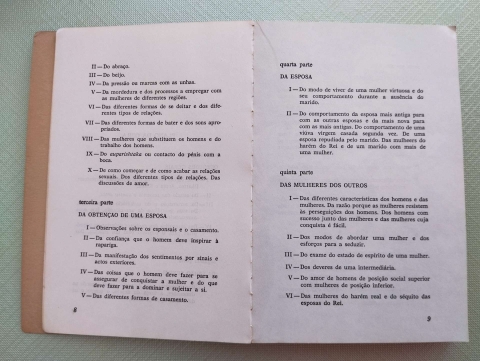 II — Do abraço.
III — Do beijo.
IV — Da pressão ou marca com as unhas.
V — Da mordedura e dos processos a empregar com
as mulheres de diferentes regiões.
VI — Das diferentes formas de se deitar e dos dife-
rentes tipos de relações.
VII — Das diferentes formas de bater e dos sons apro-
priados.
VIII — Das mulheres que substituem os homens e do
trabalho dos homens.
IX — Do auparishtaka ou contacto do pénis com a
boca.
X — De como começar e de como acabar as relações
sexuais. Dos diferentes tipos de relações. Das
discussões de amor.
terceira parte
DA OBTENÇÃO DE UMA ESPOSA
I — Observações sobre os esponsais e o casamento.
II — Da confiança que o homem deve inspirar à
rapariga.
III — Da manifestação dos sentimentos por sinais e
actos exteriores.
IV — Das coisas que o homem deve fazer para se
assegurar de conquistar a mulher e do que
deve fazer para a dominar e sujeitar a si.
V — Das diferentes formas de casamento.
8
quarta parte
DA ESPOSA
I — Do modo de viver de uma mulher virtuosa e do
seu comportamento durante a ausência do
marido.
II — Do comportamento da esposa mais antiga para
com as outras esposas e da mais nova para
com as mais antigas. Do comportamento de uma
viúva virgem casada segunda vez. De uma
esposa repudiada pelo marido. Das mulheres do
harém do Rei e de um marido com mais de
uma mulher.
quinta parte
DAS MULHERES DOS OUTROS
I — Das diferentes características dos homens e das
mulheres. Da razão porque as mulheres resistem
às perseguições dos homens. Dos homens com
sucesso junto das mulheres e das mulheres cuja
conquista é fácil.
II — Dos modos de abordar uma mulher e dos
esforços para a seduzir.
III — Do exame do estado de espírito de uma mulher.
IV — Dos deveres de uma intermediária.
V — Do amor de homens de posição social superior
com mulheres de posição inferior.
VI — Das mulheres do harém real e do séquito das
esposas do Rei.
9